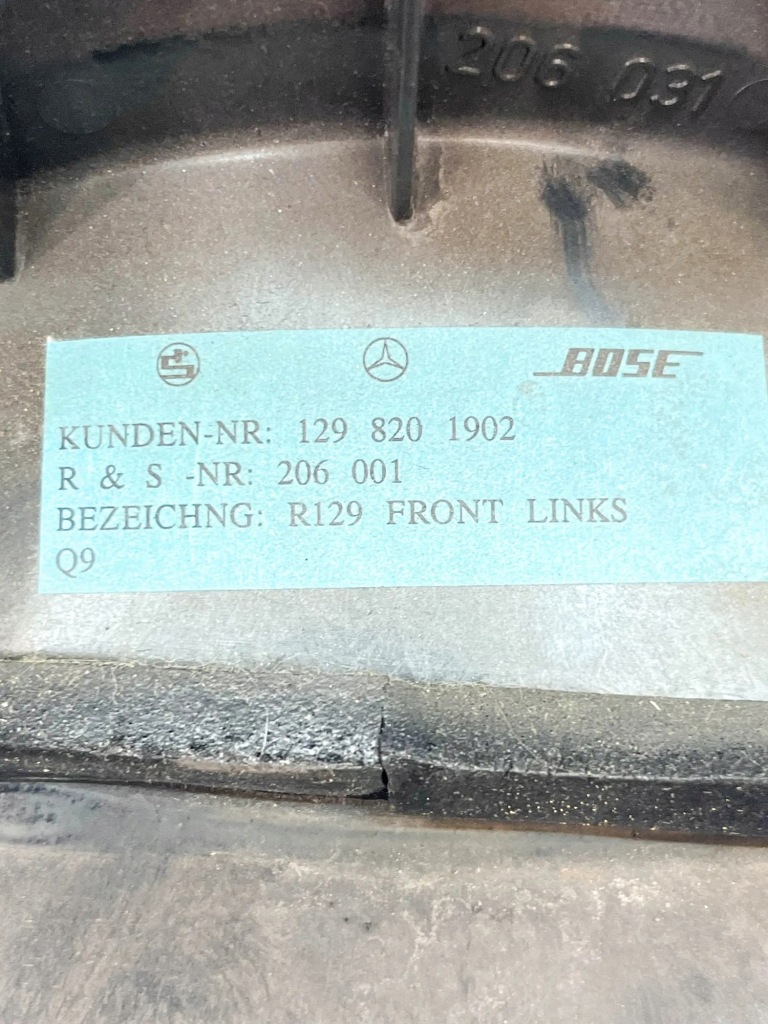 206 031
BOSE
KUNDEN-NR: 129 820 1902
R & S -NR: 206 001
BEZEICHNG: R129 FRONT LINKS
Q9